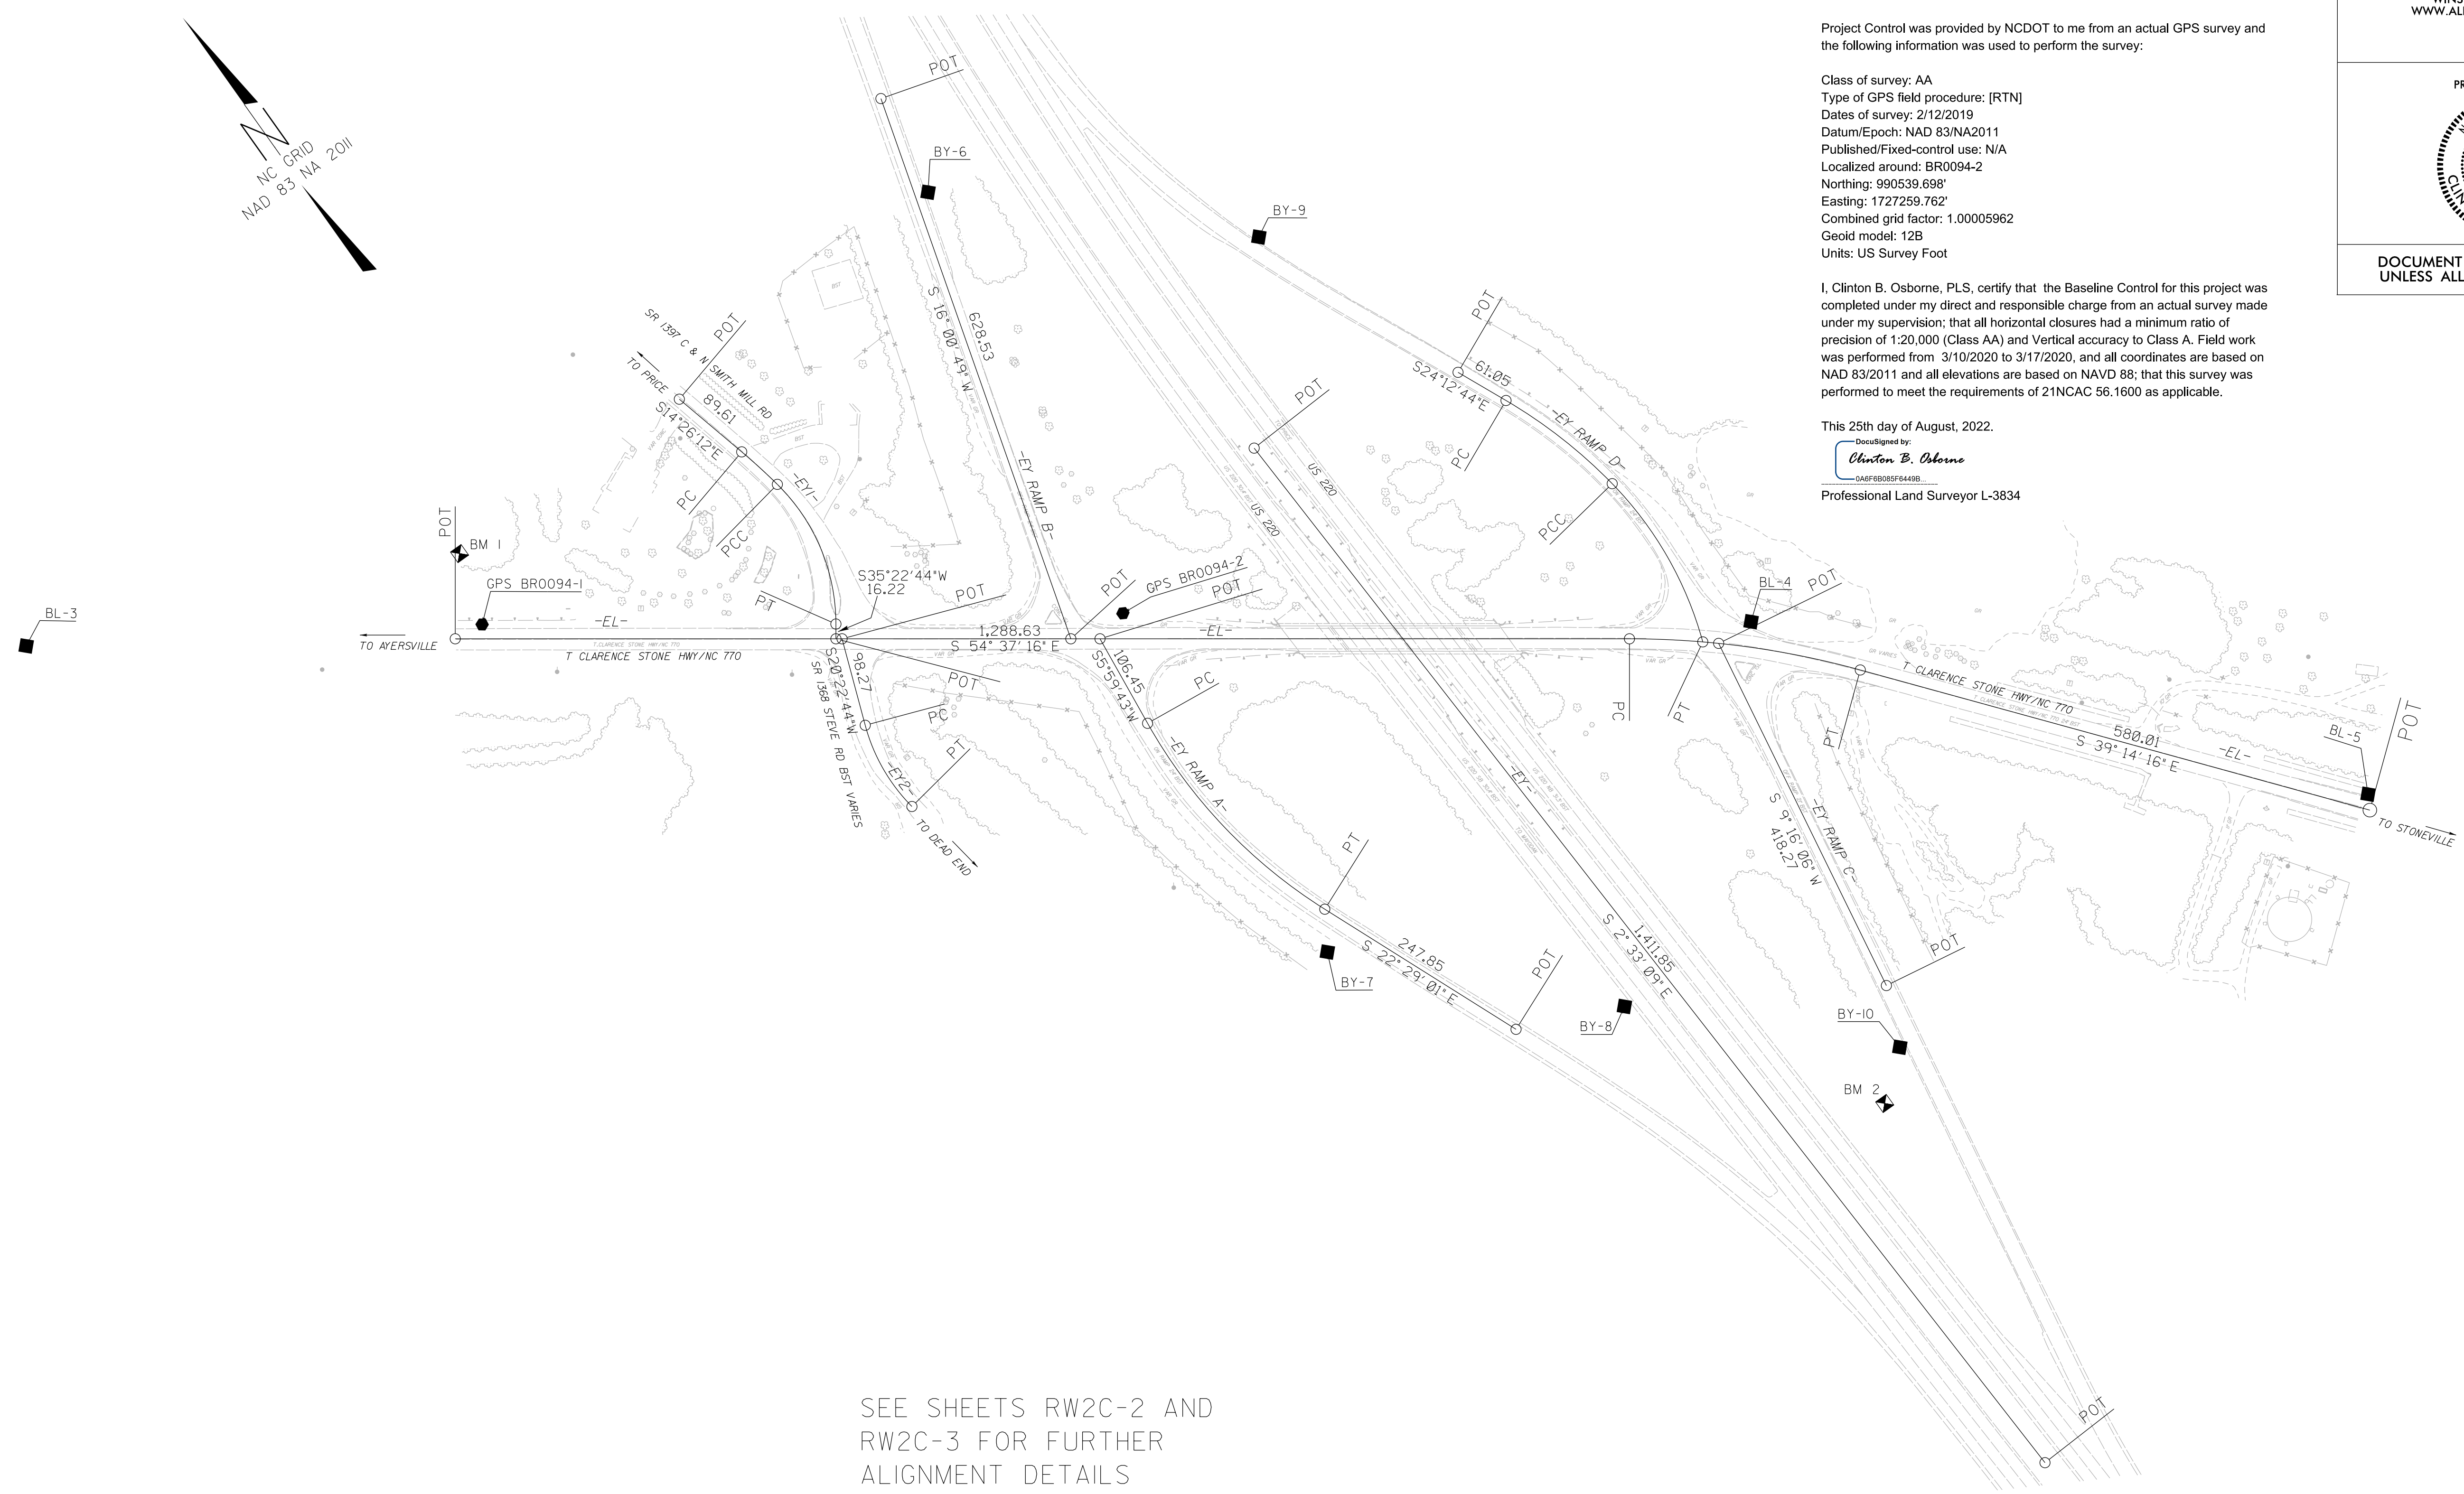 WWW.AL
Project Control was provided by NCDOT to me from an actual GPS survey and
the following information was used to perform the survey:
Class of survey: AA
Type of GPS field procedure: [RTN]
Dates of survey: 2/12/2019
Datum/Epoch: NAD 83/NA2011
Published/Fixed-control use: N/A
Localized around: BR0094-2
Northing: 990539.698'
Easting: 1727259.762'
Combined grid factor: 1.00005962
Geoid model: 12B
Units: US Survey Foot
I, Clinton B. Osborne, PLS, certify that the Baseline Control for this project was
completed under my direct and responsible charge from an actual survey made
under my supervision; that all horizontal closures had a minimum ratio of
precision of 1:20,000 (Class AA) and Vertical accuracy to Class A. Field work
was performed from 3/10/2020 to 3/17/2020, and all coordinates are based on
NAD 83/2011 and all elevations are based on NAVD 88; that this survey was
performed to meet the requirements of 21NCAC 56.1600 as applicable.
This 25th day of August, 2022.
DocuSigned by:
Clinton B. Osborne
0A6F6B085F6449B...
Professional Land Surveyor L-3834
PR
CLIN
DOCUMENT
UNLESS ALL
N
NC GRID
NAD 83 NA 2011
POT
BY-6
BY-9
S 16° 00' 49" W
628.53
-EY RAMP B-
SR 1397 C & N SMITH MILL RD
POT
TO PRICE
89.61
S14°26'12"E
PC
PCC
-EY1-
BST
BST
BST
POT
BM 1
GPS BR0094-1
BL-3
-EL-
TO AYERSVILLE
T CLARENCE STONE HWY/NC 770
T CLARENCE STONE HWY/NC 770
PT
S35°22'44"W
16.22
POT
POT
GPS BR0094-2
POT
1,288.63
S 54° 37' 16" E
-EL-
POT
S20°22'44"W
98.27
SR 1368 STEVE RD BST VARIES
PC
-EY2-
PT
TO DEAD END
106.45
S5°59'43"W
PC
-EY RAMP A-
PT
247.85
S 22° 29' 01" E
POT
BY-7
BY-8
POT
US 220
US 220
-EY-
1,411.85
S 2° 33' 09" E
POT
POT
61.05
S24°12'44"E
PC
-EY RAMP D-
PCC
BL-4
POT
PC
PT
PT
T CLARENCE STONE HWY/NC 770
580.01
S 39° 14' 16" E
-EL-
BL-5
POT
TO STONEVILLE
-EY RAMP C-
S 9° 16' 06" W
418.27
POT
BY-10
BM 2
SEE SHEETS RW2C-2 AND
RW2C-3 FOR FURTHER
ALIGNMENT DETAILS